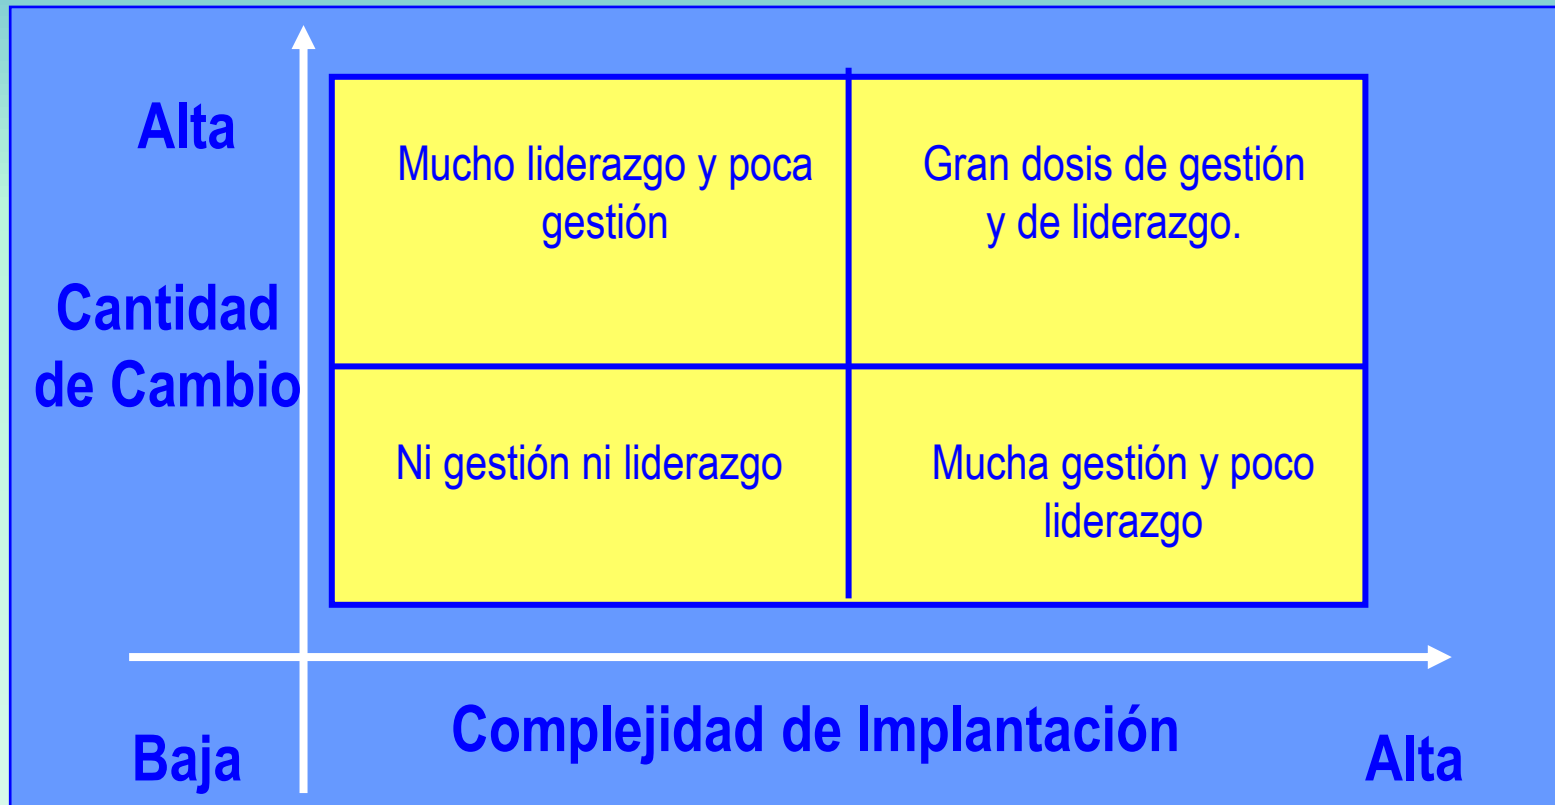 Alta
Mucho liderazgo y poca
gestión
Gran dosis de gestión
y de liderazgo.
Cantidad
de Cambio
Ni gestión ni liderazgo
Mucha gestión y poco
liderazgo
Complejidad de Implantación
Baja
Alta